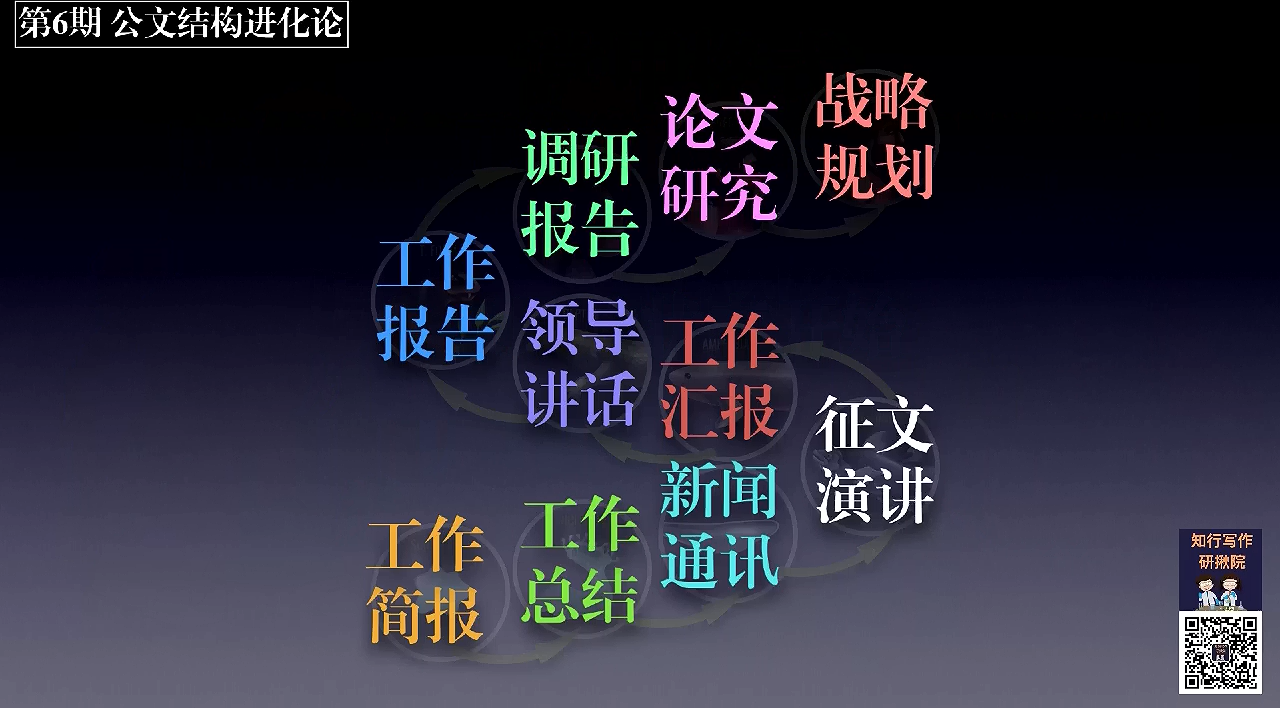 第6期 公文结构进化论
战略
规划
论文
研究
调研
报告
工作
报告
领导
讲话
工作
汇报
征文
演讲
新闻
通讯
工作
总结
工作
简报
知行写作
研揪院